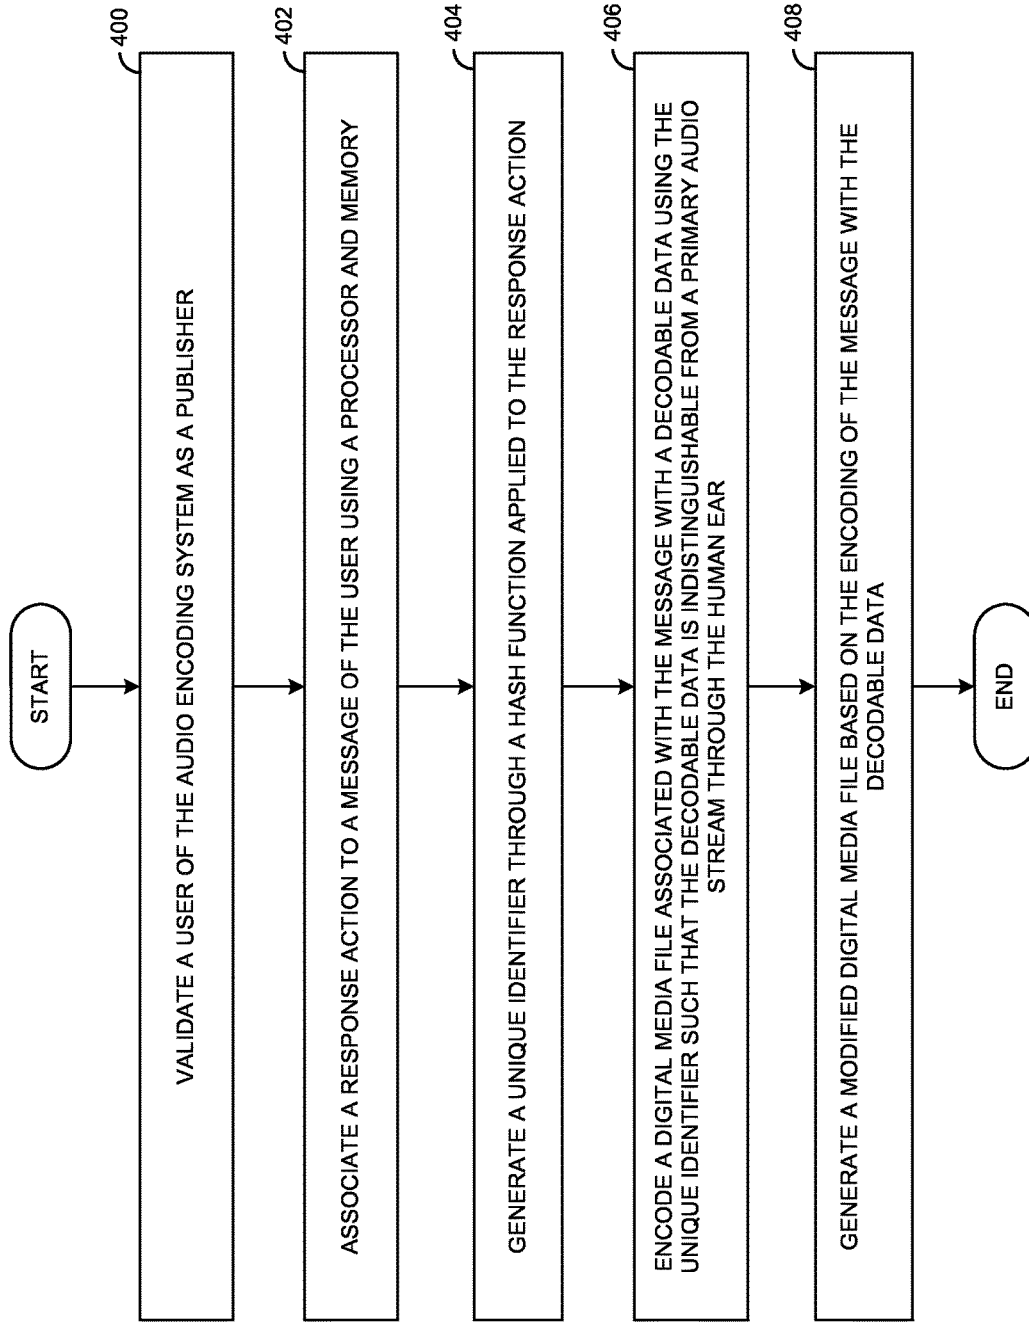 START
400
VALIDATE A USER OF THE AUDIO ENCODING SYSTEM AS A PUBLISHER
402
ASSOCIATE A RESPONSE ACTION TO A MESSAGE OF THE USER USING A PROCESSOR AND MEMORY
404
GENERATE A UNIQUE IDENTIFIER THROUGH A HASH FUNCTION APPLIED TO THE RESPONSE ACTION
406
ENCODE A DIGITAL MEDIA FILE ASSOCIATED WITH THE MESSAGE WITH A DECODABLE DATA USING THE
UNIQUE IDENTIFIER SUCH THAT THE DECODABLE DATA IS INDISTINGUISHABLE FROM A PRIMARY AUDIO
STREAM THROUGH THE HUMAN EAR
408
GENERATE A MODIFIED DIGITAL MEDIA FILE BASED ON THE ENCODING OF THE MESSAGE WITH THE
DECODABLE DATA
END